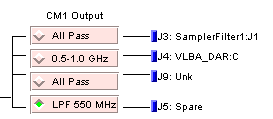 CM1 Output
All Pass
J3: SamplerFilter1:J1
0.5-1.0 GHz
J4: VLBA_DAR:C
J9: Unk
All Pass
LPF 550 MHz
J5: Spare